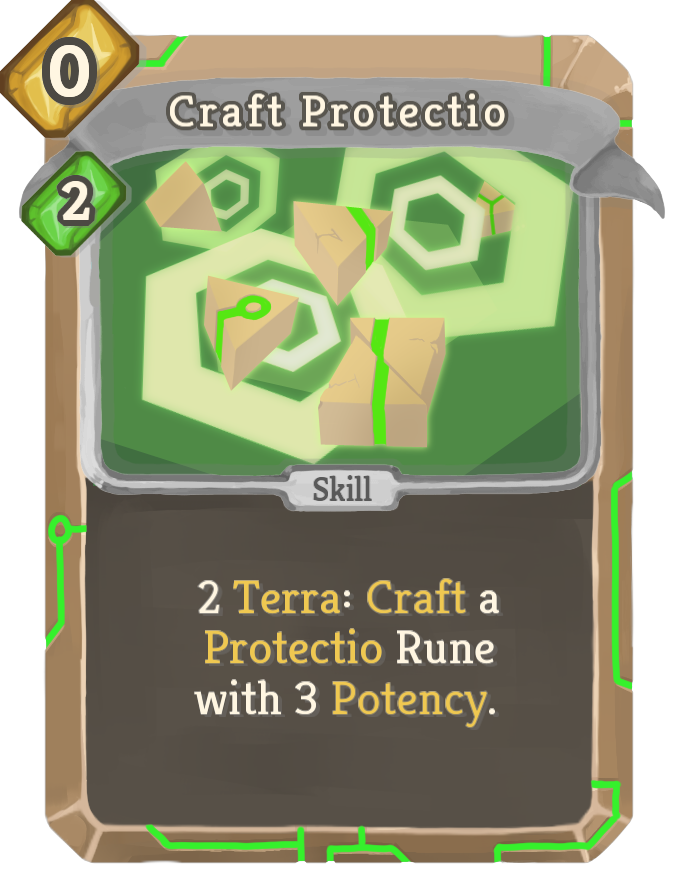 0
Craft Protectio
2
Skill
2 Terra: Craft a
Protectio Rune
with 3 Potency.